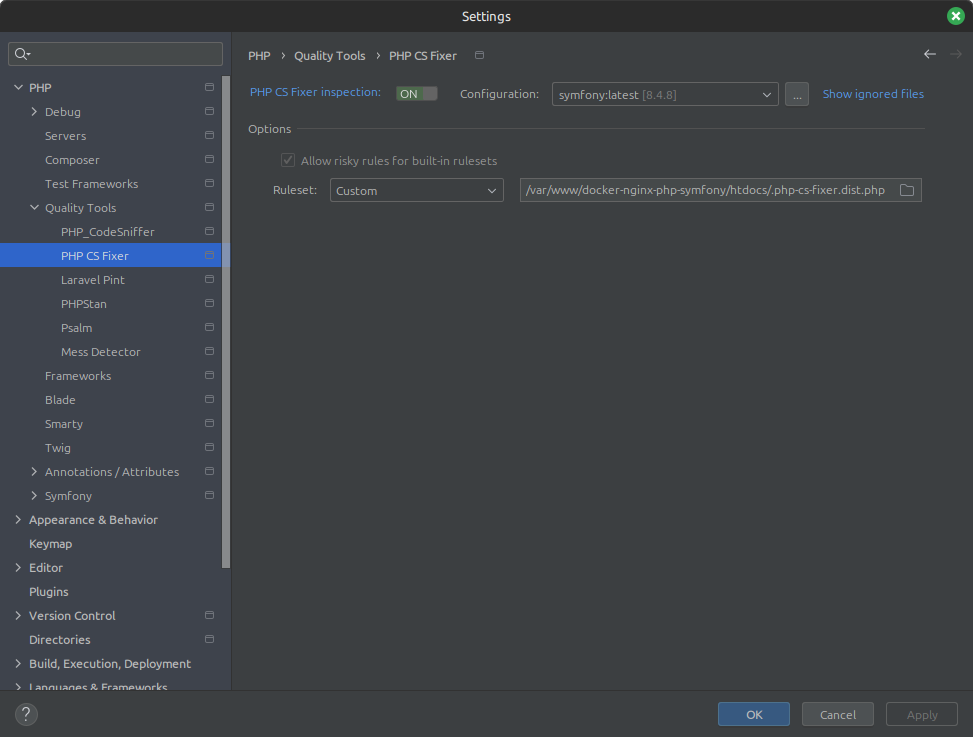 Settings
PHP › Quality Tools › PHP CS Fixer
PHP CS Fixer inspection: ON Configuration: symfony:latest [8.4.8] ... Show ignored files
Options
Allow risky rules for built-in rulesets
Ruleset: Custom /var/www/docker-nginx-php-symfony/htdocs/.php-cs-fixer.dist.php
PHP
Debug
Servers
Composer
Test Frameworks
Quality Tools
PHP_CodeSniffer
PHP CS Fixer
Laravel Pint
PHPStan
Psalm
Mess Detector
Frameworks
Blade
Smarty
Twig
Annotations / Attributes
Symfony
Appearance & Behavior
Keymap
Editor
Plugins
Version Control
Directories
Build, Execution, Deployment
Languages & Frameworks
? OK Cancel Apply